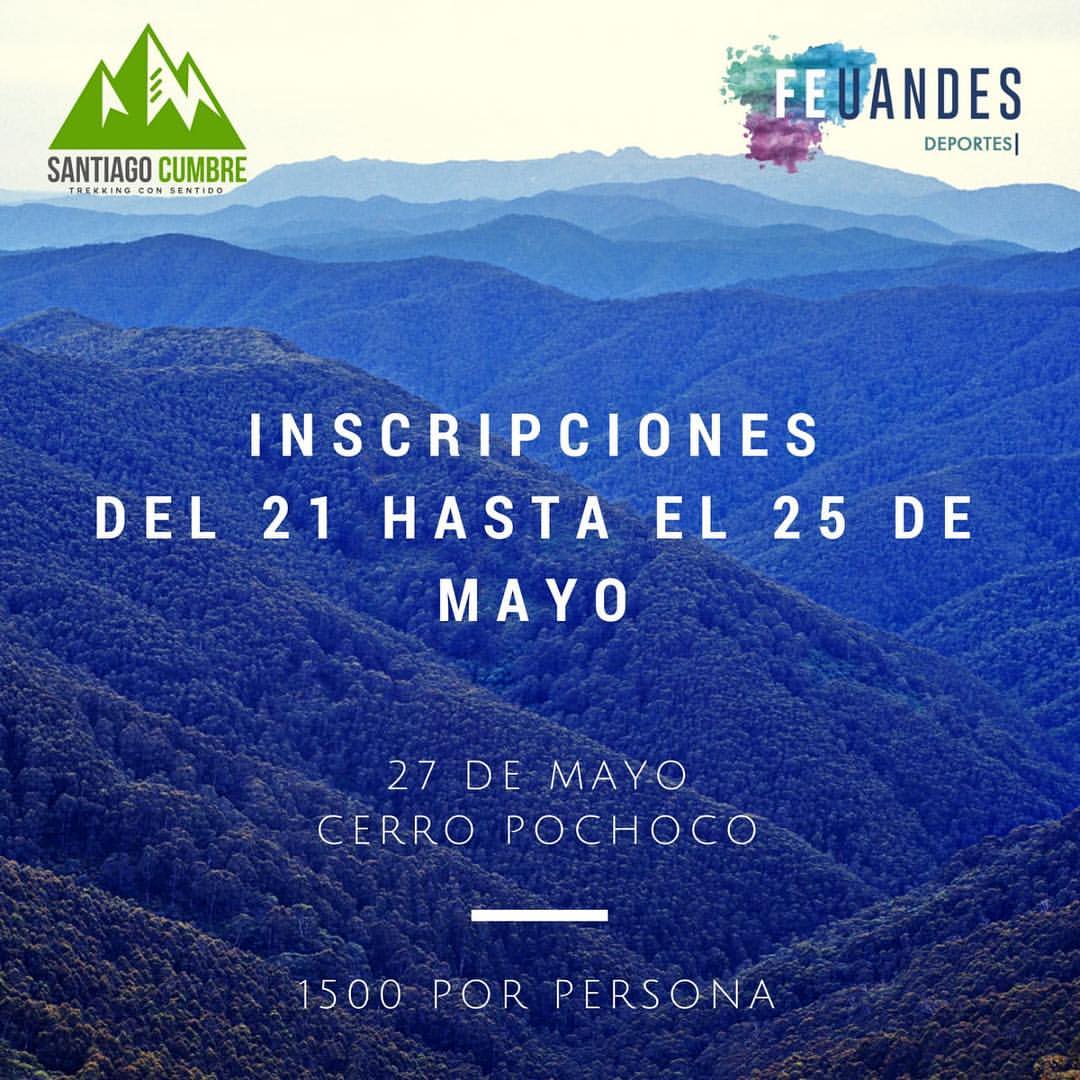 SANTIAGO CUMBRE
TREKKING CON SENTIDO
FEUANDES
DEPORTES|
INSCRIPCIONES
DEL 21 HASTA EL 25 DE
MAYO
27 DE MAYO
CERRO POCHOCO
1500 POR PERSONA